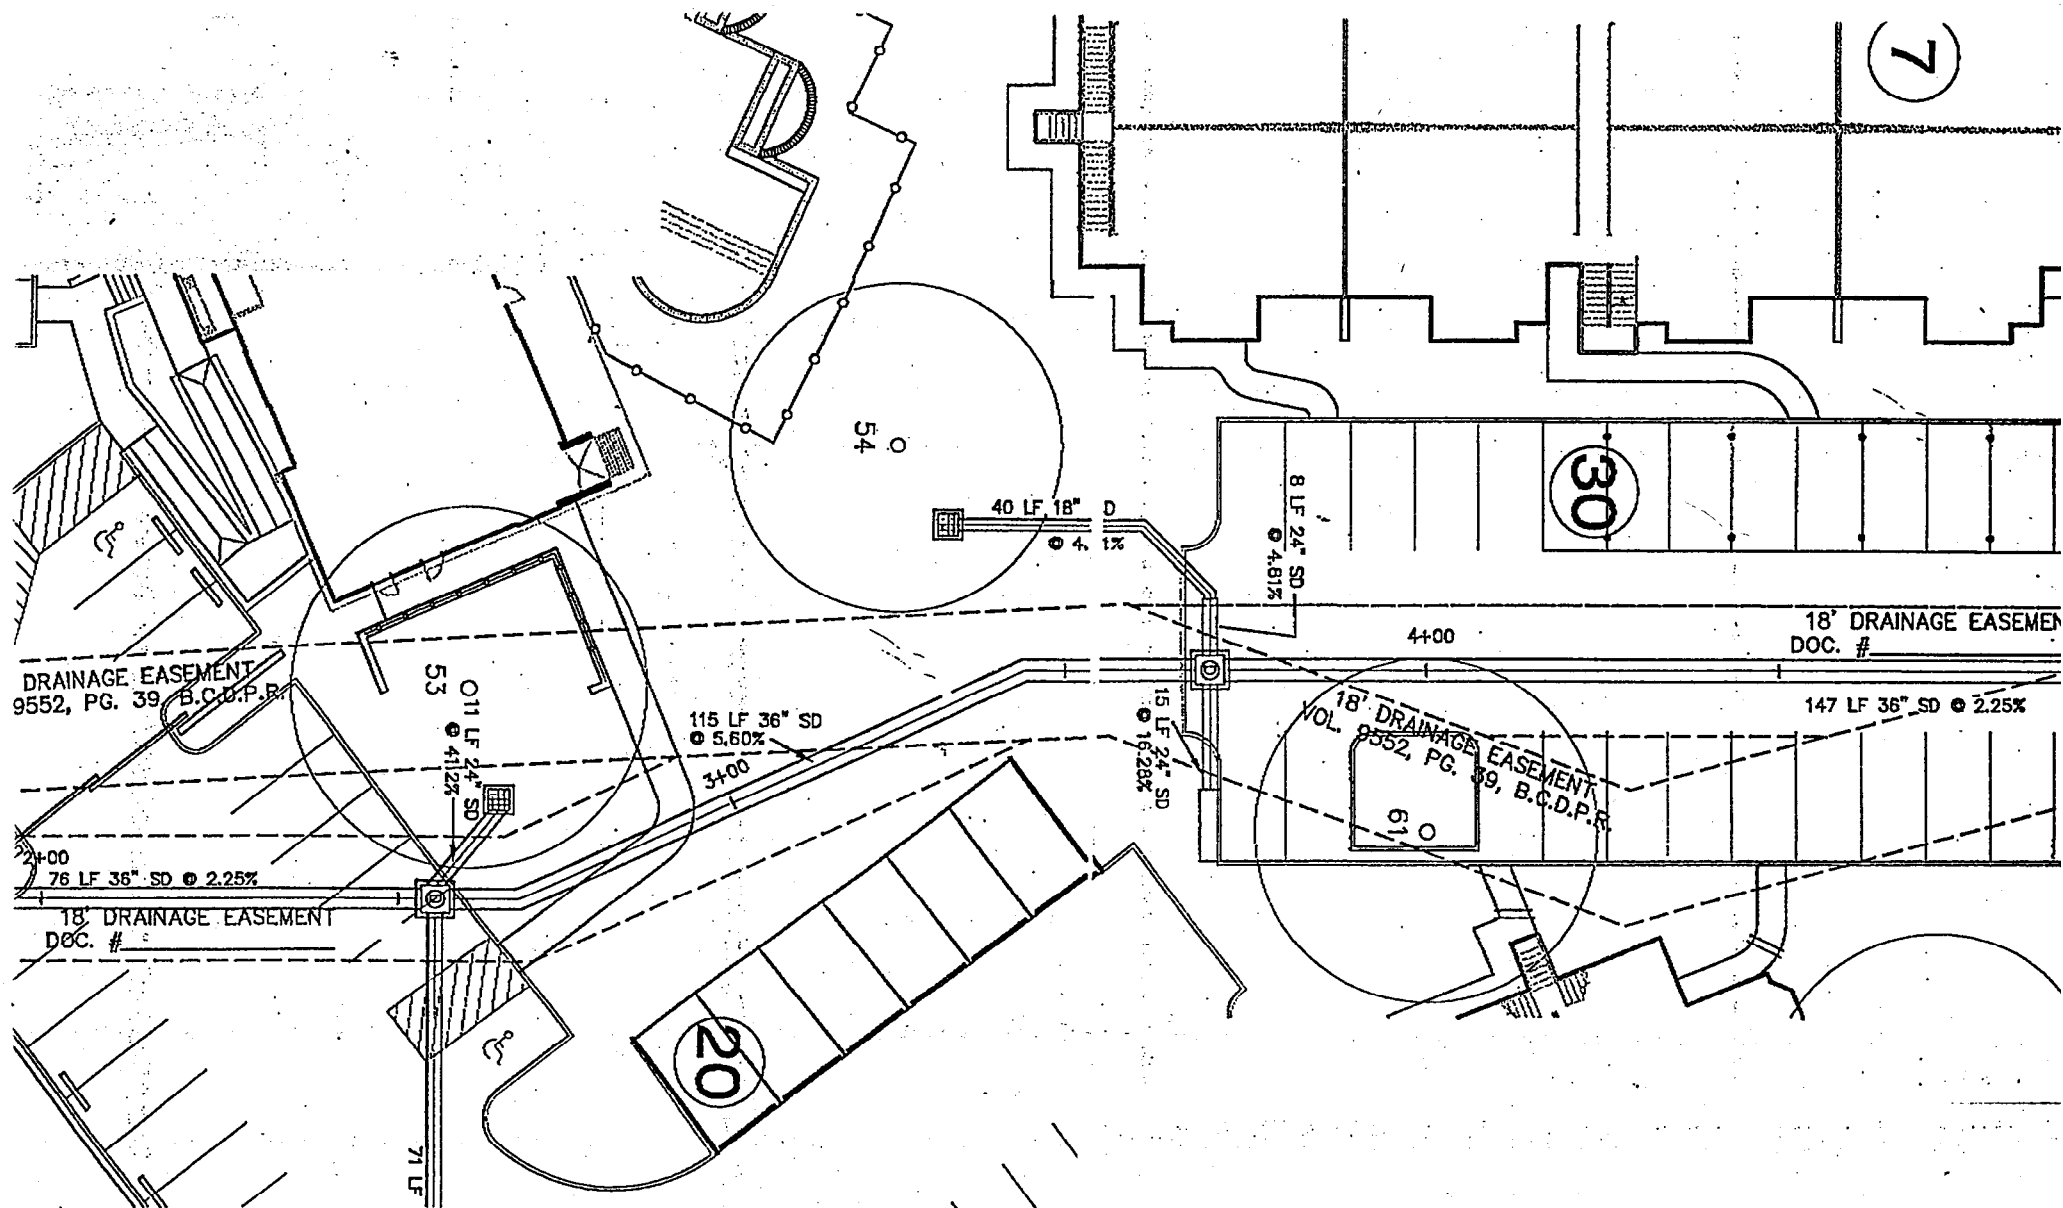 7
54
40 LF 18" D
@ 4. 1%
8 LF 24" SD
@ 4.81%
30
18' DRAINAGE EASEMEN
DOC. #
4+00
DRAINAGE EASEMENT
9552, PG. 39, B.C.D.P.R.
53
11 LF 24" SD
@ 41.12%
115 LF 36" SD
@ 5.60%
3+00
15 LF 24" SD
@ 16.28%
18' DRAINAGE EASEMENT
VOL. 9552, PG. 39, B.C.D.P.R.
147 LF 36" SD @ 2.25%
61
2+00
76 LF 36" SD @ 2.25%
18' DRAINAGE EASEMENT
DOC. #
20
71 LF